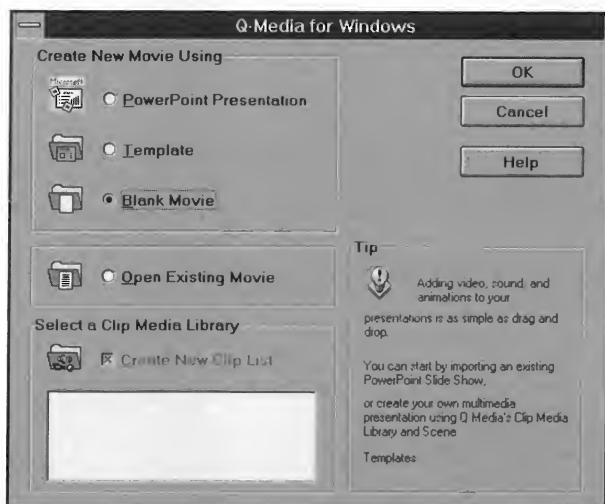 Q-Media for Windows
Create New Movie Using
Microsoft
PowerPoint Presentation
Template
Blank Movie
Open Existing Movie
Select a Clip Media Library
Create New Clip List
OK
Cancel
Help
Tip
Adding video, sound, and
animations to your
presentations is as simple as drag and
drop.
You can start by importing an existing
PowerPoint Slide Show,
or create your own multimedia
presentation using Q Media's Clip Media
Library and Scene
Templates